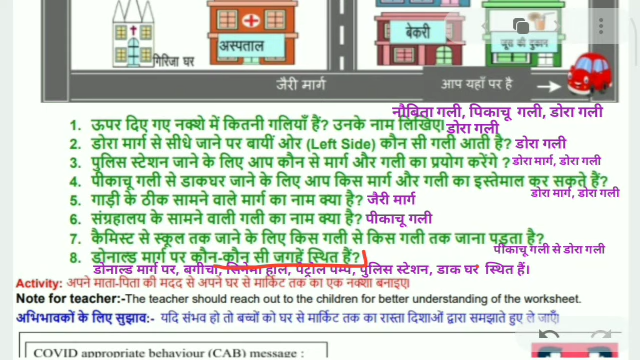 गिरिजा घर
अस्पताल
बेकरी
जूस की दुकान
जैरी मार्ग
आप यहाँ पर है
नौबिता गली, पिकाचू गली, डोरा गली
1. ऊपर दिए गए नक्शे में कितनी गलियाँ हैं? उनके नाम लिखिए। डोरा गली
2. डोरा मार्ग से सीधे जाने पर बायीं ओर (Left Side) कौन सी गली आती है? डोरा गली
3. पुलिस स्टेशन जाने के लिए आप कौन से मार्ग और गली का प्रयोग करेंगे ? डोरा मार्ग, डोरा गली
4. पीकाचू गली से डाकघर जाने के लिए आप किस मार्ग और गली का इस्तेमाल कर सकते हैं?
डोरा मार्ग, डोरा गली
5. गाड़ी के ठीक सामने वाले मार्ग का नाम क्या है? जैरी मार्ग
6. संग्रहालय के सामने वाली गली का नाम क्या है? पीकाचू गली
7. कैमिस्ट से स्कूल तक जाने के लिए किस गली से किस गली तक जाना पड़ता है?
पीकाचू गली से डोरा गली
8. डोनाल्ड मार्ग पर कौन-कौन सी जगहें स्थित हैं?
डोनाल्ड मार्ग पर, बगीचा, सिनेमा हॉल, पेट्रोल पम्प, पुलिस स्टेशन, डाक घर स्थित हैं।
Activity: अपने माता-पिता की मदद से अपने घर से मार्किट तक का एक नक्शा बनाइए।
Note for teacher:-The teacher should reach out to the children for better understanding of the worksheet.
अभिभावकों के लिए सुझाव:- यदि संभव हो तो बच्चों को घर से मार्किट तक का रास्ता दिशाओं द्वारा समझाते हुए ले जाएँ।
COVID appropriate behaviour (CAB) message :